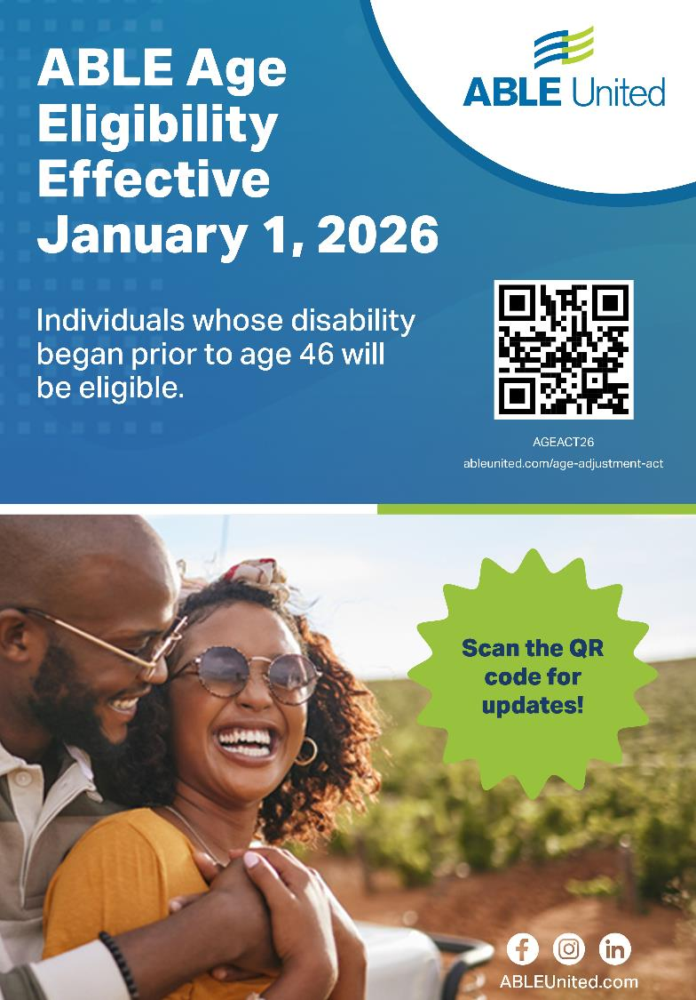 ABLE United
ABLE Age
Eligibility
Effective
January 1, 2026
Individuals whose disability
began prior to age 46 will
be eligible.
AGEACT26
ableunited.com/age-adjustment-act
Scan the QR
code for
updates!
f
in
ABLEUnited.com